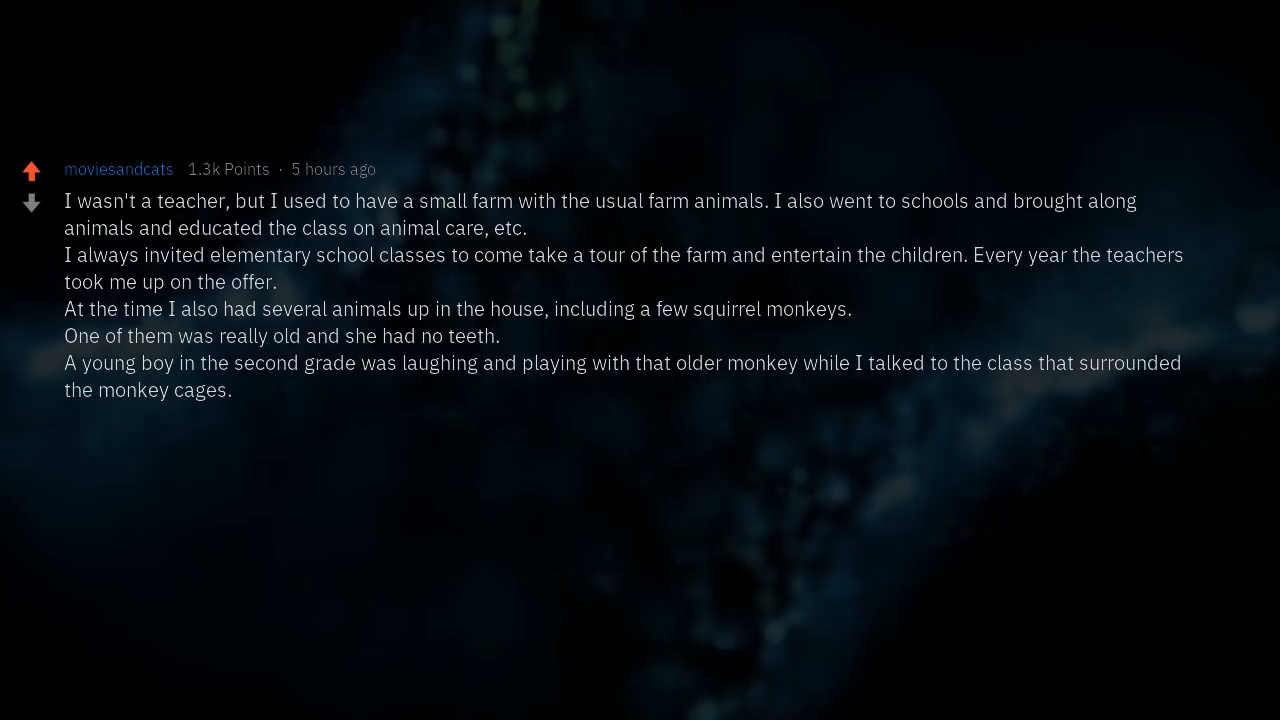 moviesandcats 1.3k Points · 5 hours ago
I wasn't a teacher, but I used to have a small farm with the usual farm animals. I also went to schools and brought along
animals and educated the class on animal care, etc.
I always invited elementary school classes to come take a tour of the farm and entertain the children. Every year the teachers
took me up on the offer.
At the time I also had several animals up in the house, including a few squirrel monkeys.
One of them was really old and she had no teeth.
A young boy in the second grade was laughing and playing with that older monkey while I talked to the class that surrounded
the monkey cages.